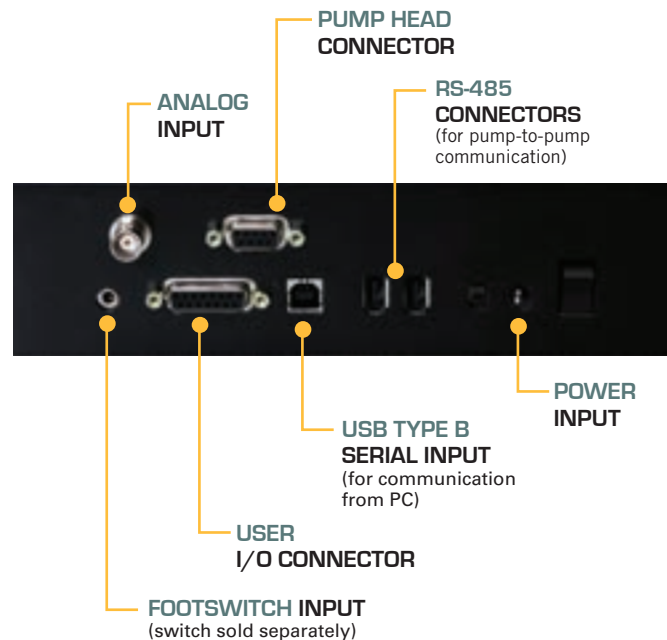 PUMP HEAD
CONNECTOR
ANALOG
INPUT
RS-485
CONNECTORS
(for pump-to-pump
communication)
POWER
INPUT
USB TYPE B
SERIAL INPUT
(for communication
from PC)
USER
I/O CONNECTOR
FOOTSWITCH INPUT
(switch sold separately)